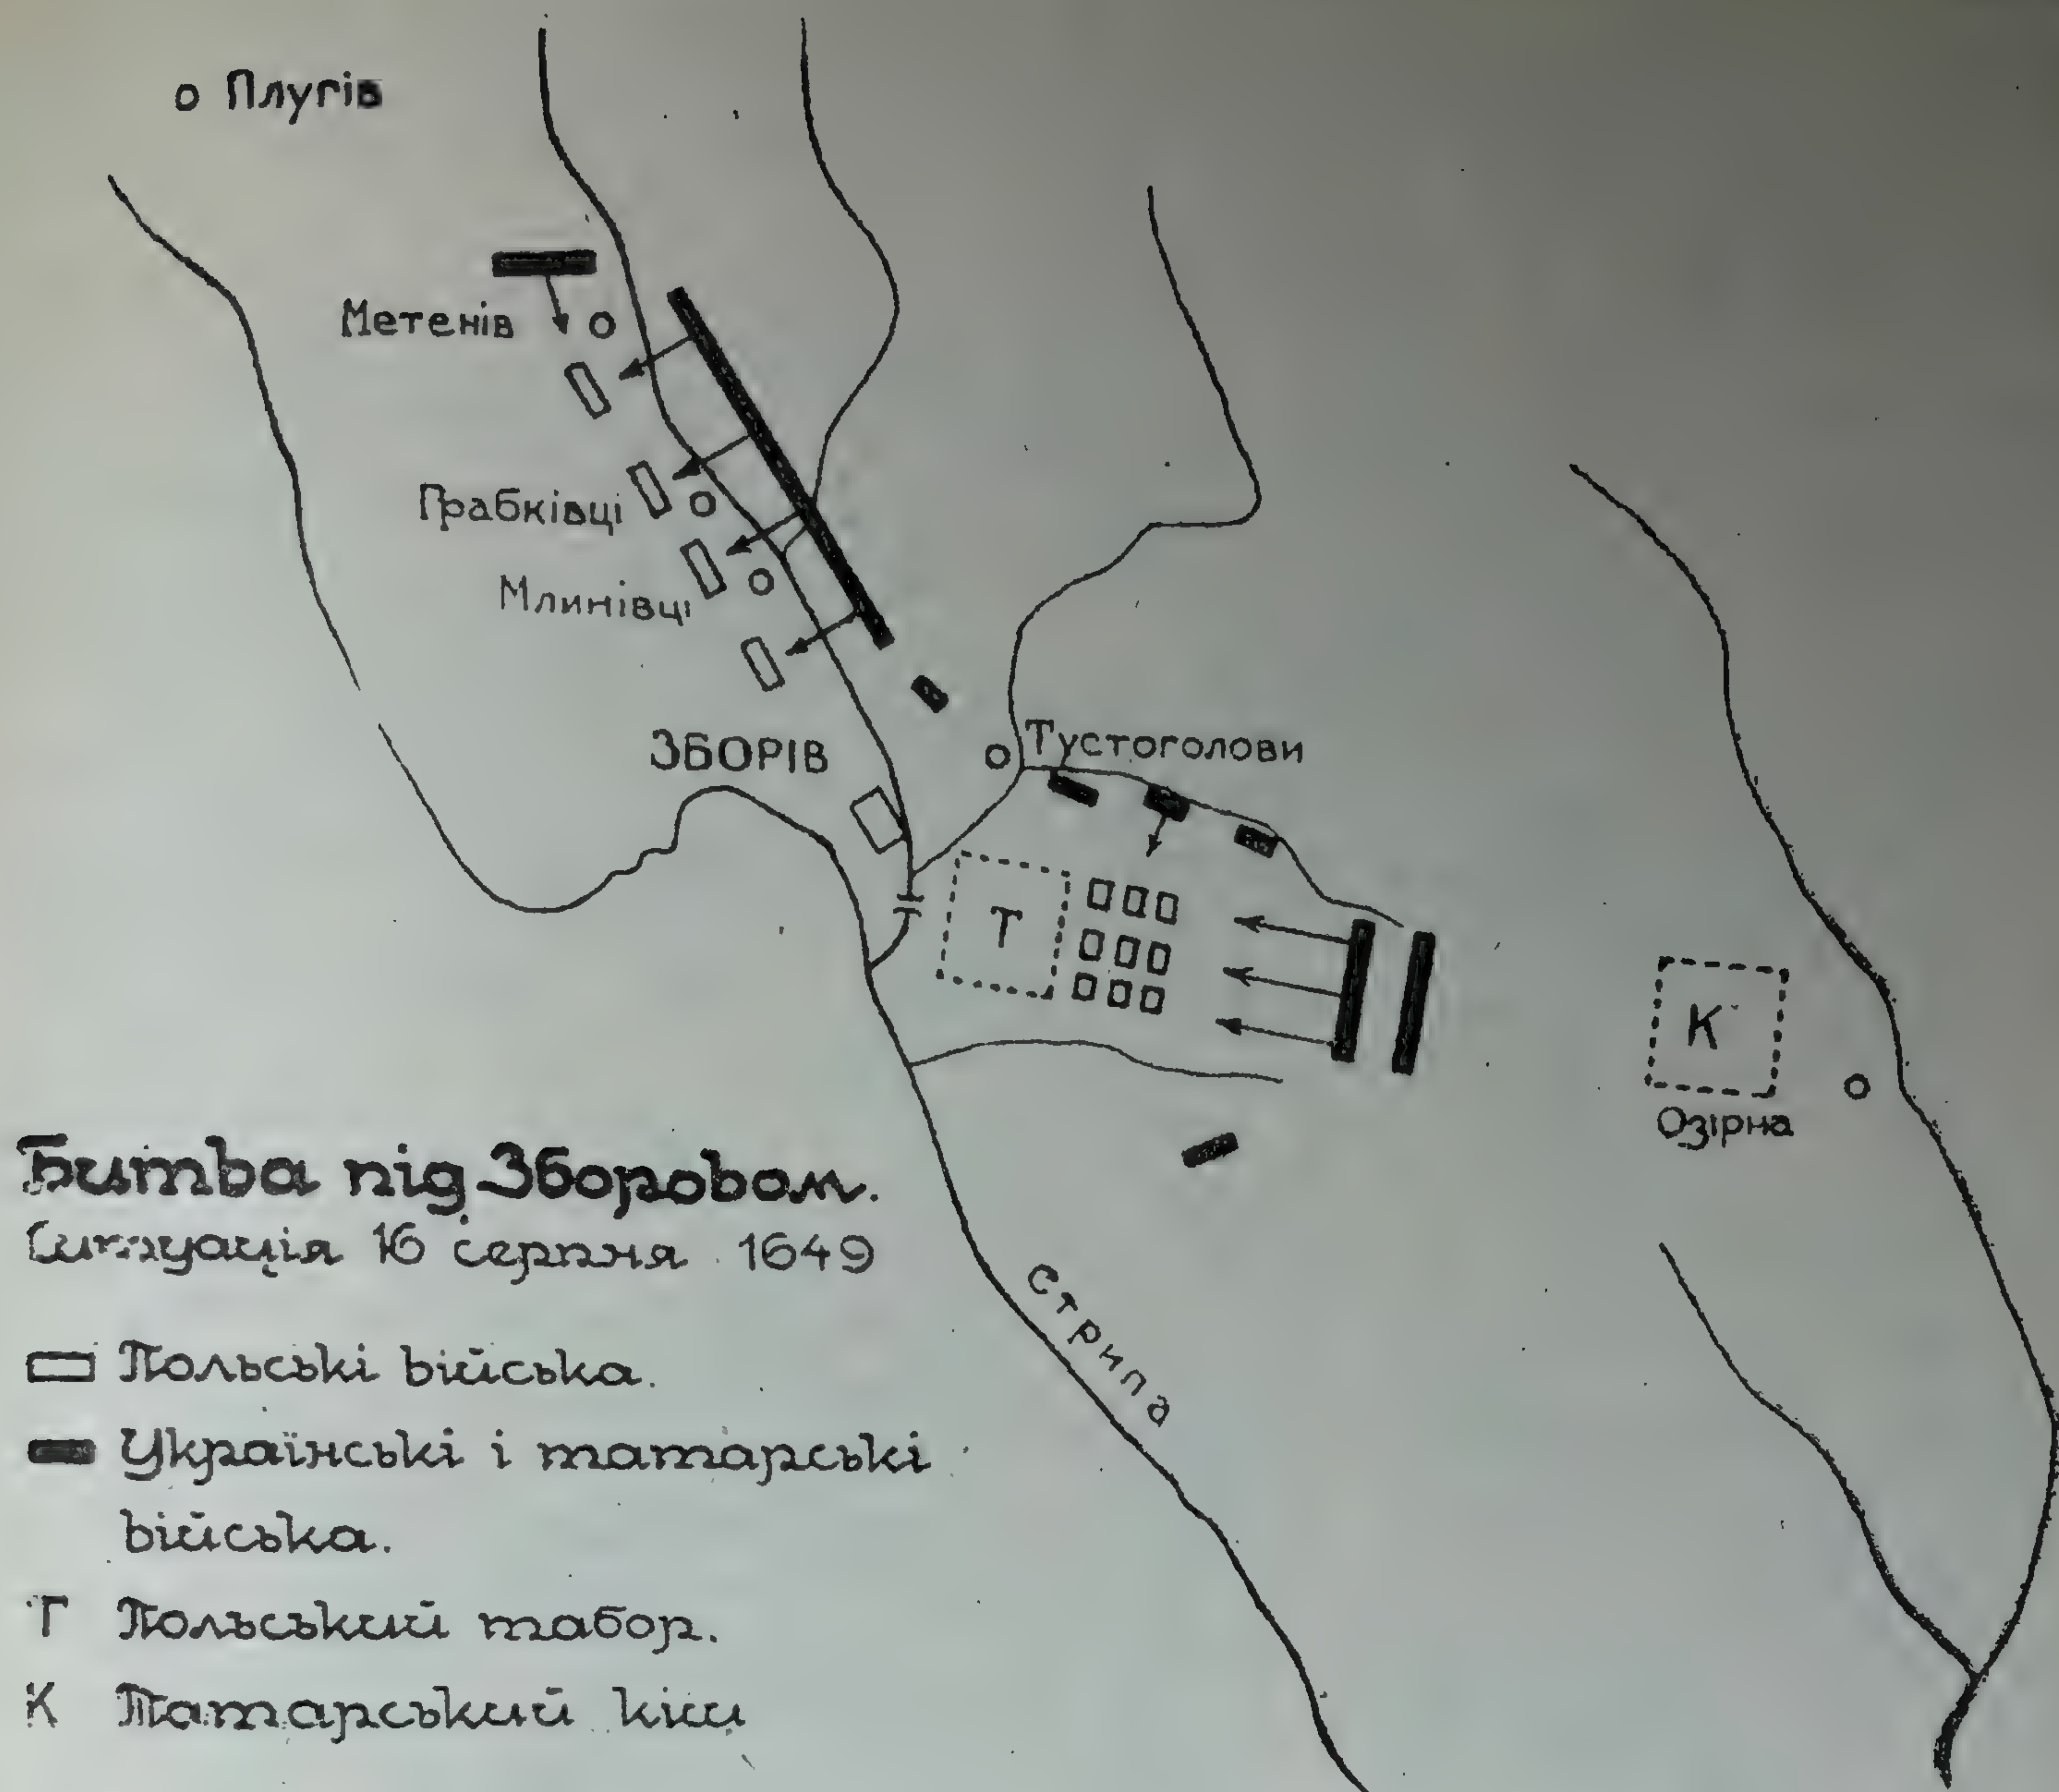 Плугів
Метенів
Грабківці
Млинівці
ЗБОРІВ
Тустоголови
Т
К
Озірна
Битва під Зборовом.
Ситуація 16 серпня 1649
Стрипа
Польські війська.
Українські і татарські
війська.
Т Польський табор.
К Татарський кіш